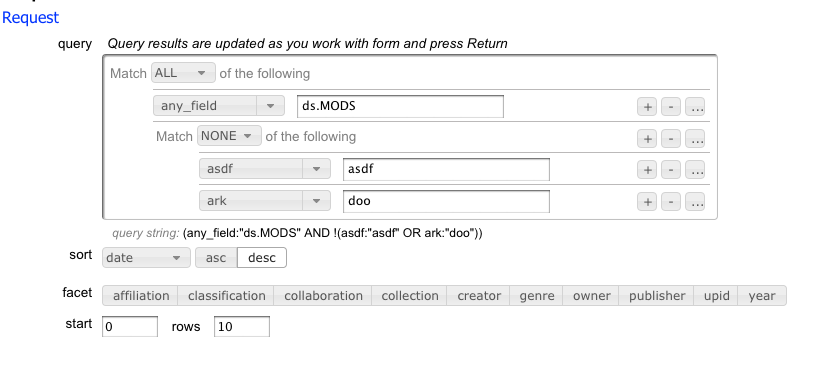 Request
query Query results are updated as you work with form and press Return
Match ALL of the following
any_field ds.MODS + - ...
Match NONE of the following + - ...
asdf asdf + - ...
ark doo + - ...
query string: (any_field:"ds.MODS" AND !(asdf:"asdf" OR ark:"doo"))
sort date asc desc
facet affiliation classification collaboration collection creator genre owner publisher upid year
start 0 rows 10